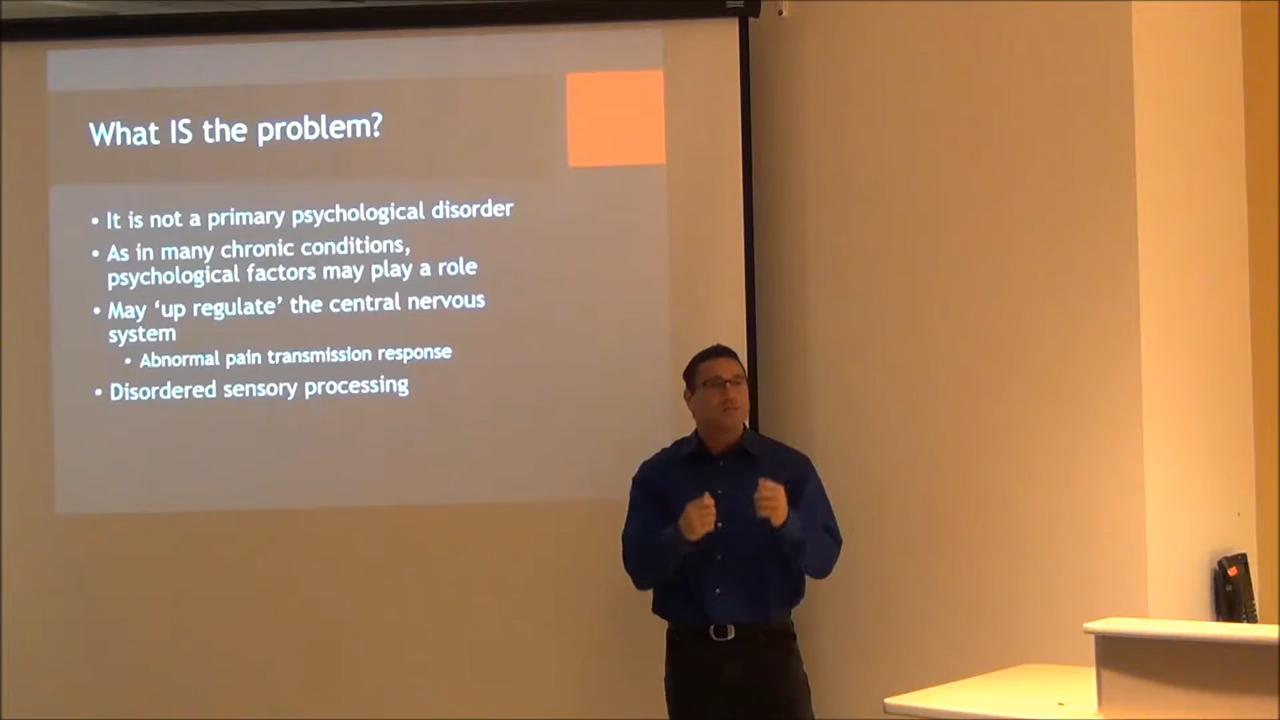 What IS the problem?
• It is not a primary psychological disorder
• As in many chronic conditions,
psychological factors may play a role
• May ‘up regulate’ the central nervous
system
• Abnormal pain transmission response
• Disordered sensory processing